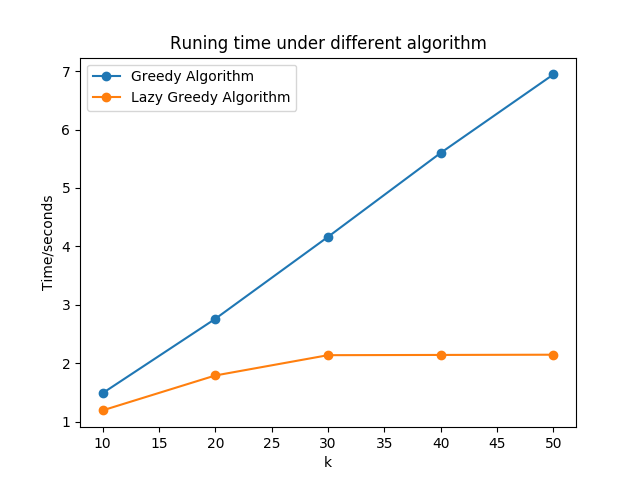 Runing time under different algorithm
Greedy Algorithm
Lazy Greedy Algorithm
Time/seconds
7
6
5
4
3
2
1
10 15 20 25 30 35 40 45 50
k